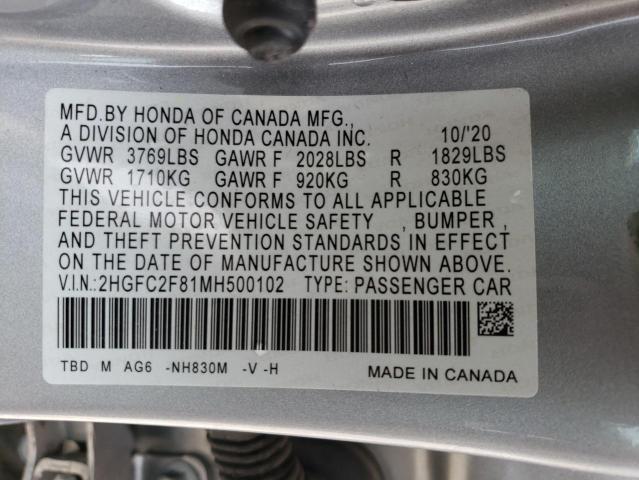 MFD.BY HONDA OF CANADA MFG.,
A DIVISION OF HONDA CANADA INC. 10/'20
GVWR 3769LBS GAWR F 2028LBS R 1829LBS
GVWR 1710KG GAWR F 920KG R 830KG
THIS VEHICLE CONFORMS TO ALL APPLICABLE
FEDERAL MOTOR VEHICLE SAFETY , BUMPER ,
AND THEFT PREVENTION STANDARDS IN EFFECT
ON THE DATE OF MANUFACTURE SHOWN ABOVE.
V.I.N.:2HGFC2F81MH500102 TYPE: PASSENGER CAR
TBD M AG6 -NH830M -V -H MADE IN CANADA